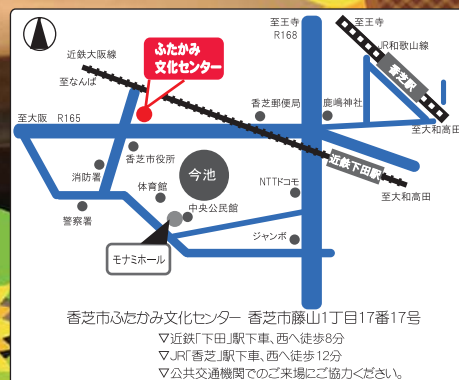 至王寺
R168
至王寺
JR和歌山線
香芝駅
近鉄大阪線
至なんば
ふたかみ
文化センター
香芝郵便局
鹿嶋神社
至大和高田
至大阪 R165
香芝市役所
消防署
今池
近鉄下田駅
体育館
NTTドコモ
至大和高田
警察署
中央公民館
ジャンボ
モナミホール
香芝市ふたかみ文化センター 香芝市藤山1丁目17番17号
▽近鉄「下田」駅下車、西へ徒歩8分
▽JR「香芝」駅下車、西へ徒歩12分
▽公共交通機関でのご来場にご協力ください。